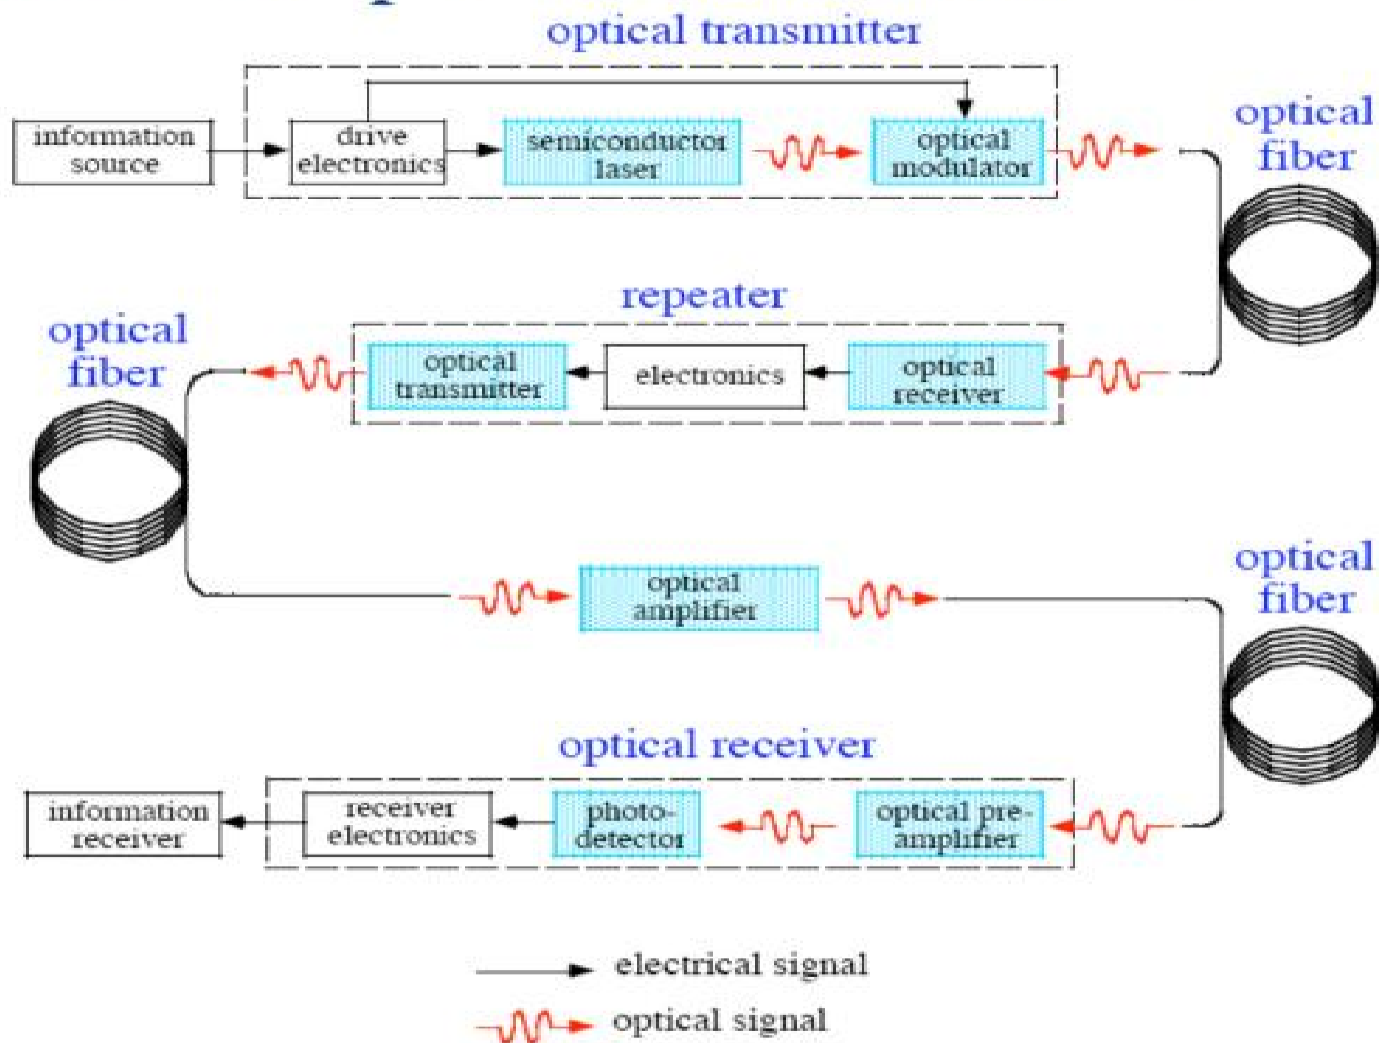 optical transmitter
information
source
drive
electronics
semiconductor
laser
optical
modulator
optical
fiber
repeater
optical
fiber
optical
transmitter
electronics
optical
receiver
optical
amplifier
optical
fiber
optical receiver
information
receiver
receiver
electronics
photo-
detector
optical pre-
amplifier
electrical signal
optical signal